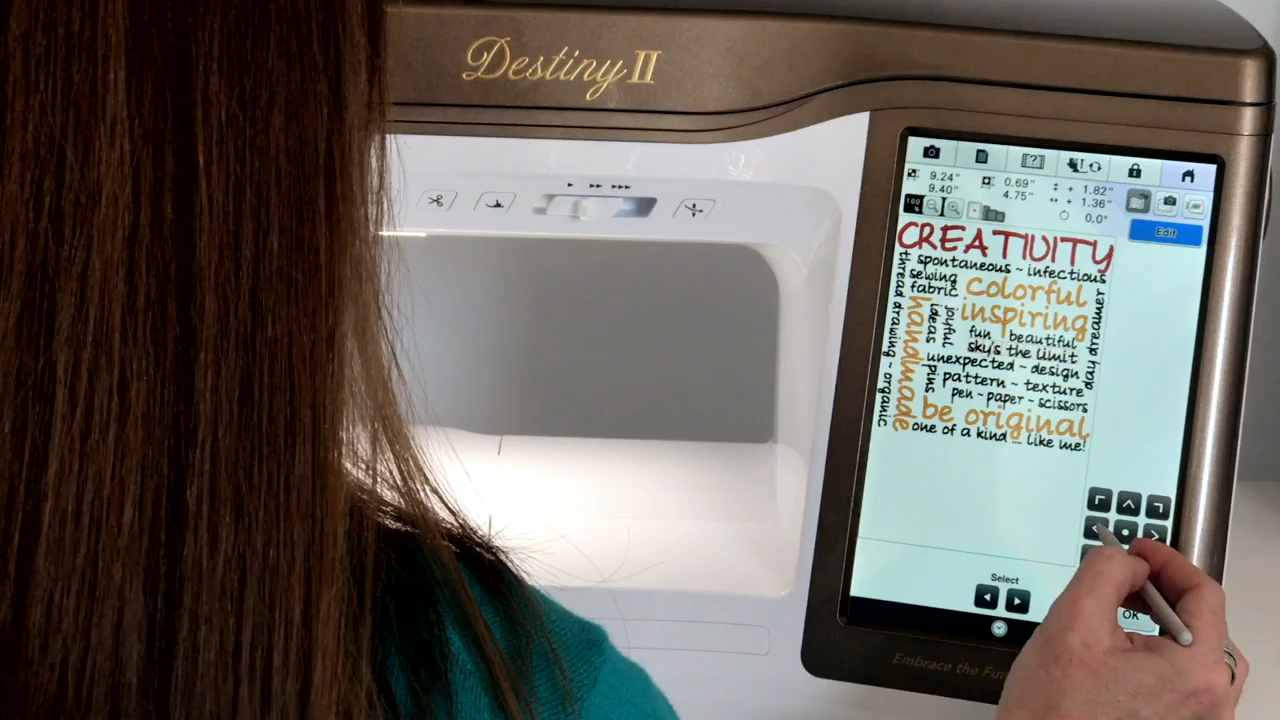 Destiny II
9.24" 0.69" + 1.82"
9.40" 4.75" + 1.36"
100 % 0.0°
Edit
CREATIVITY
spontaneous ~ infectious
sewing
fabric
colorful
inspiring
thread drawing ~ organic
handmade
ideas
joyful
pins
day dreamer
fun beautiful
sky's the limit
unexpected ~ design
pattern ~ texture
pen ~ paper ~ scissors
be original
one of a kind ... like me!
Select
OK
Embrace the